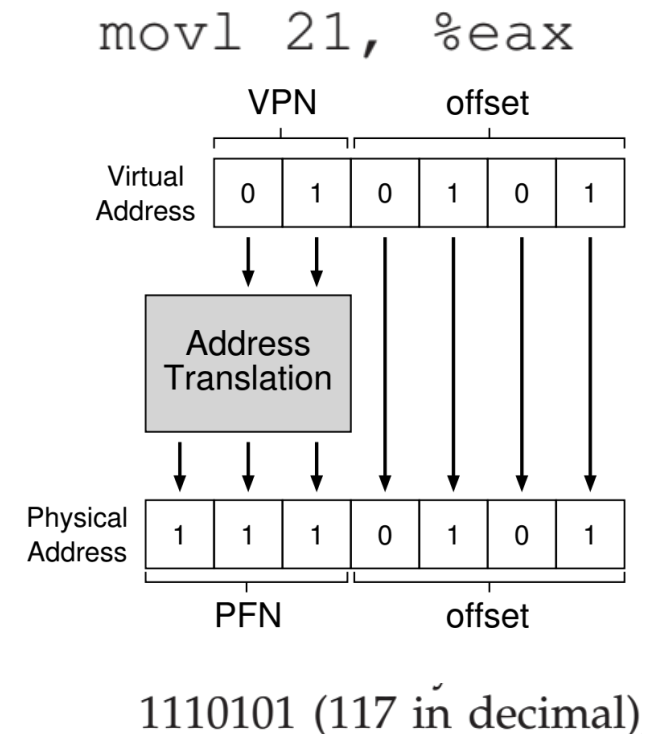 movl 21, %eax
VPN offset
Virtual
Address
0 1 0 1 0 1
Address
Translation
Physical
Address
1 1 1 0 1 0 1
PFN offset
1110101 (117 in decimal)